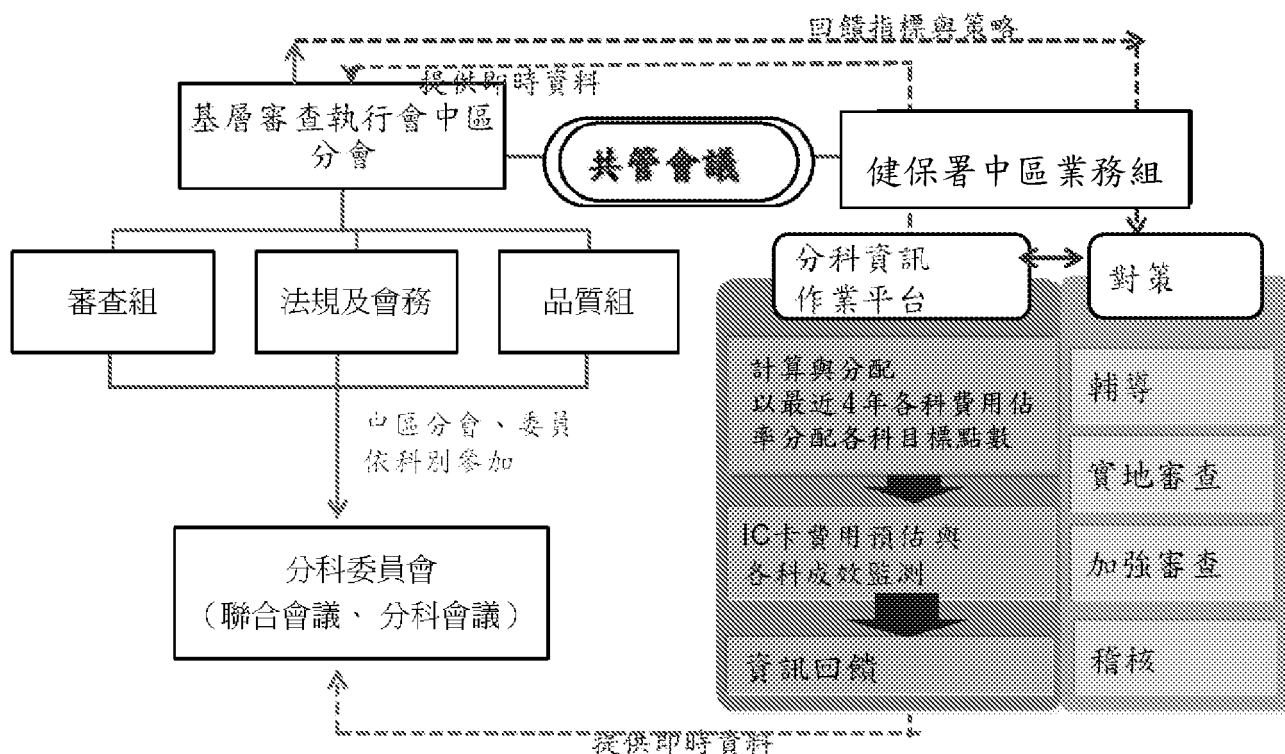 回饋指標與策略
提供即時資料
基層審查執行會中區
分會
共管會議
健保署中區業務組
審查組
法規及會務
品質組
分科資訊
作業平台
對策
計算與分配
以最近4年各科費用佔
率分配各科目標點數
輔導
中區分會、委員
依科別參加
實地審查
IC卡費用預估與
各科成效監測
加強審查
分科委員會
（聯合會議、分科會議）
資訊回饋
稽核
提供即時資料